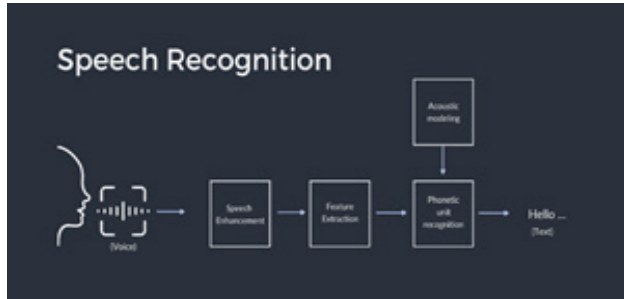 Speech Recognition
Acoustic
modeling
Speech
Enhancement
Feature
Extraction
Phonetic
unit
recognition
Hello ...
(Text)
(Voice)